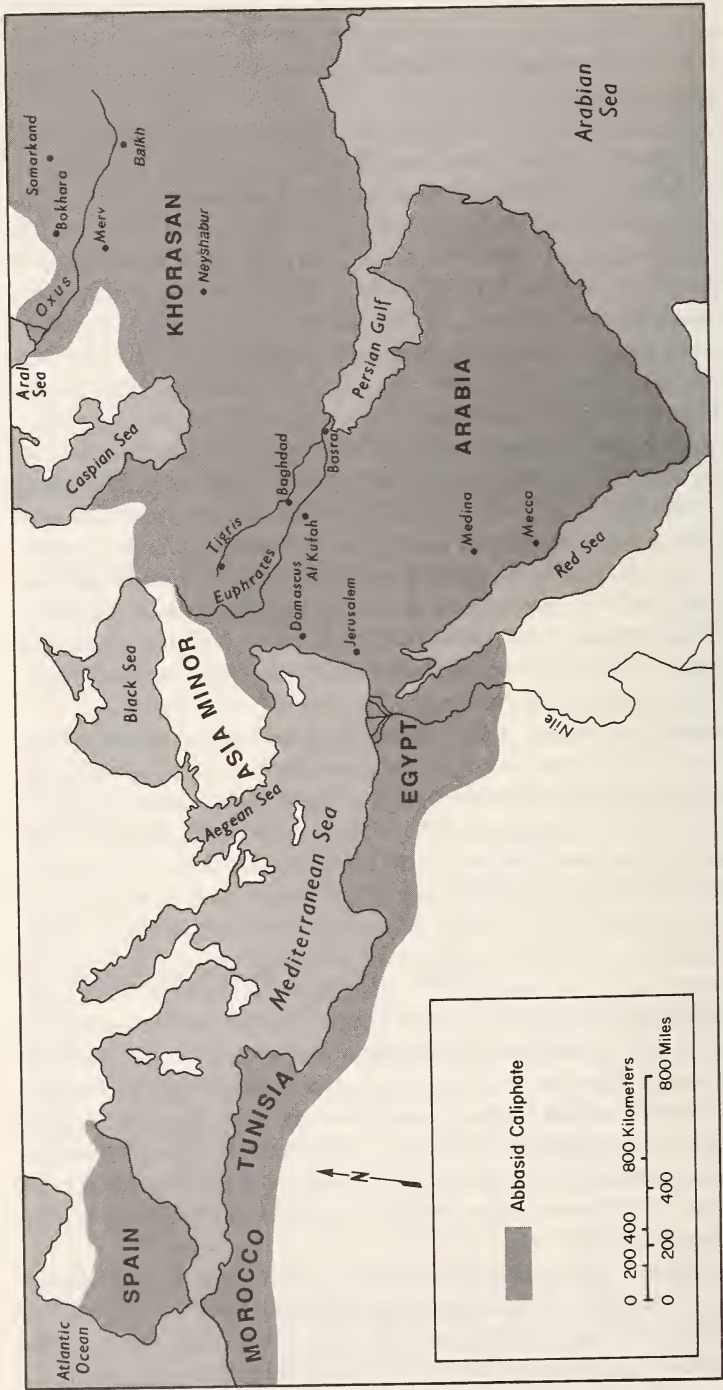 Atlantic
Ocean
SPAIN
MOROCCO
TUNISIA
Mediterranean Sea
Aegean Sea
ASIA MINOR
Black Sea
Caspian Sea
Aral
Sea
Oxus
Samarkand
Bokhara
Merv
Balkh
Neyshabur
KHORASAN
Tigris
Euphrates
Baghdad
Damascus
Al Kufah
Basra
Jerusalem
Persian Gulf
EGYPT
Nile
Medina
Mecca
ARABIA
Red Sea
Arabian
Sea
N
Abbasid Caliphate
0 200 400 800 Kilometers
0 200 400 800 Miles